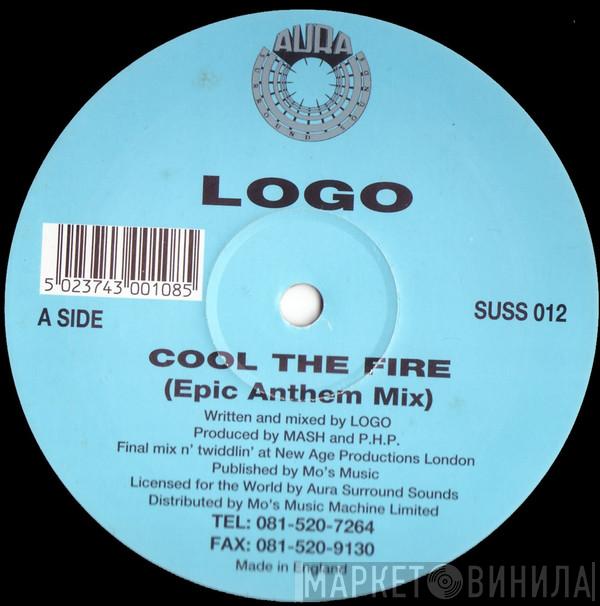 AURA
SURROUND SOUND
LOGO
5 023743 001085
A SIDE
SUSS 012
COOL THE FIRE
(Epic Anthem Mix)
Written and mixed by LOGO
Produced by MASH and P.H.P.
Final mix n' twiddlin' at New Age Productions London
Published by Mo's Music
Licensed for the World by Aura Surround Sounds
Distributed by Mo's Music Machine Limited
TEL: 081-520-7264
FAX: 081-520-9130
Made in England
МАРКЕТ ВИНИЛА